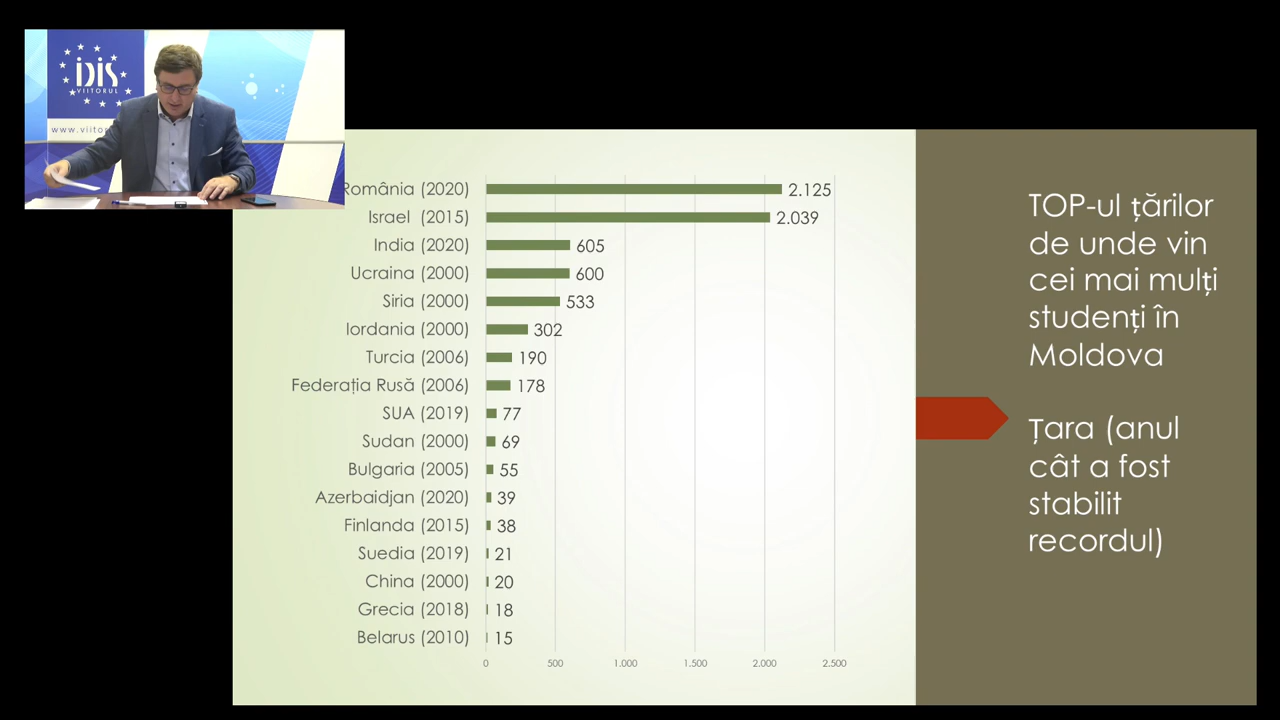 IDIS
VIITORUL
www.viitor
România (2020) 2.125
Israel (2015) 2.039
India (2020) 605
Ucraina (2000) 600
Siria (2000) 533
Iordania (2000) 302
Turcia (2006) 190
Federația Rusă (2006) 178
SUA (2019) 77
Sudan (2000) 69
Bulgaria (2005) 55
Azerbaidjan (2020) 39
Finlanda (2015) 38
Suedia (2019) 21
China (2000) 20
Grecia (2018) 18
Belarus (2010) 15
0 500 1.000 1.500 2.000 2.500
TOP-ul țărilor
de unde vin
cei mai mulți
studenți în
Moldova
Țara (anul
cât a fost
stabilit
recordul)